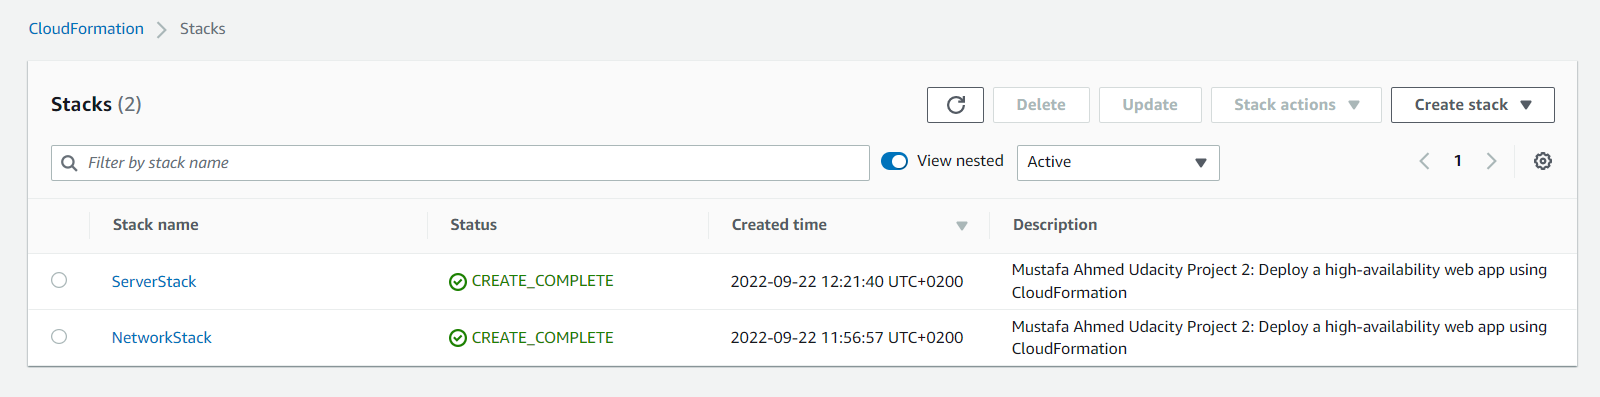 CloudFormation Stacks
Stacks (2)
Delete
Update
Stack actions
Create stack
Filter by stack name
View nested
Active
1
Stack name Status Created time Description
ServerStack CREATE_COMPLETE 2022-09-22 12:21:40 UTC+0200 Mustafa Ahmed Udacity Project 2: Deploy a high-availability web app using
CloudFormation
NetworkStack CREATE_COMPLETE 2022-09-22 11:56:57 UTC+0200 Mustafa Ahmed Udacity Project 2: Deploy a high-availability web app using
CloudFormation